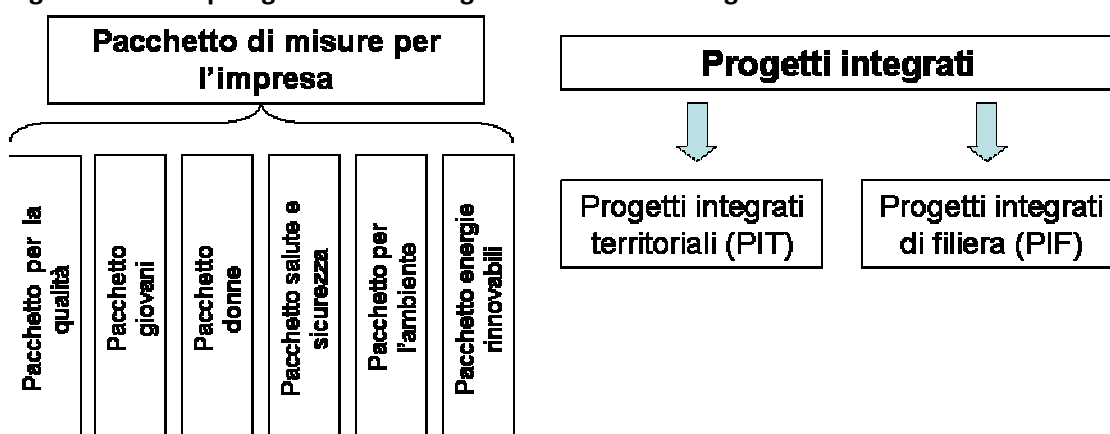 Pacchetto di misure per
l'impresa
Pacchetto per la
qualità
Pacchetto
giovani
Pacchetto
donne
Pacchetto salute e
sicurezza
Pacchetto per
l'ambiente
Pacchetto energie
rinnovabili
Progetti integrati
Progetti integrati
territoriali (PIT)
Progetti integrati
di filiera (PIF)